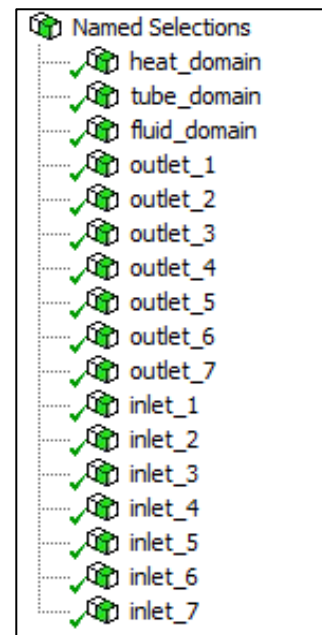 Named Selections
heat_domain
tube_domain
fluid_domain
outlet_1
outlet_2
outlet_3
outlet_4
outlet_5
outlet_6
outlet_7
inlet_1
inlet_2
inlet_3
inlet_4
inlet_5
inlet_6
inlet_7